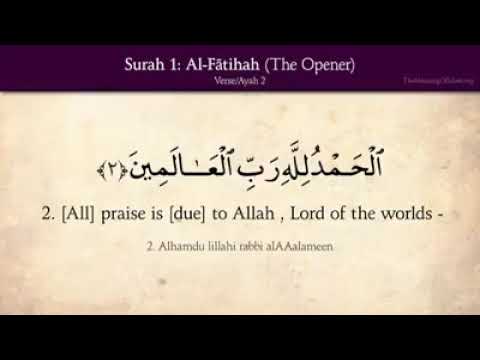 Surah 1: Al-Fātihah (The Opener)
Verse/Ayah 2
ٱلْحَمْدُ لِلَّهِ رَبِّ ٱلْعَـٰلَمِينَ ﴿٢﴾
2. [All] praise is [due] to Allah , Lord of the worlds -
2. Alhamdu lillahi rabbi alAAalameen